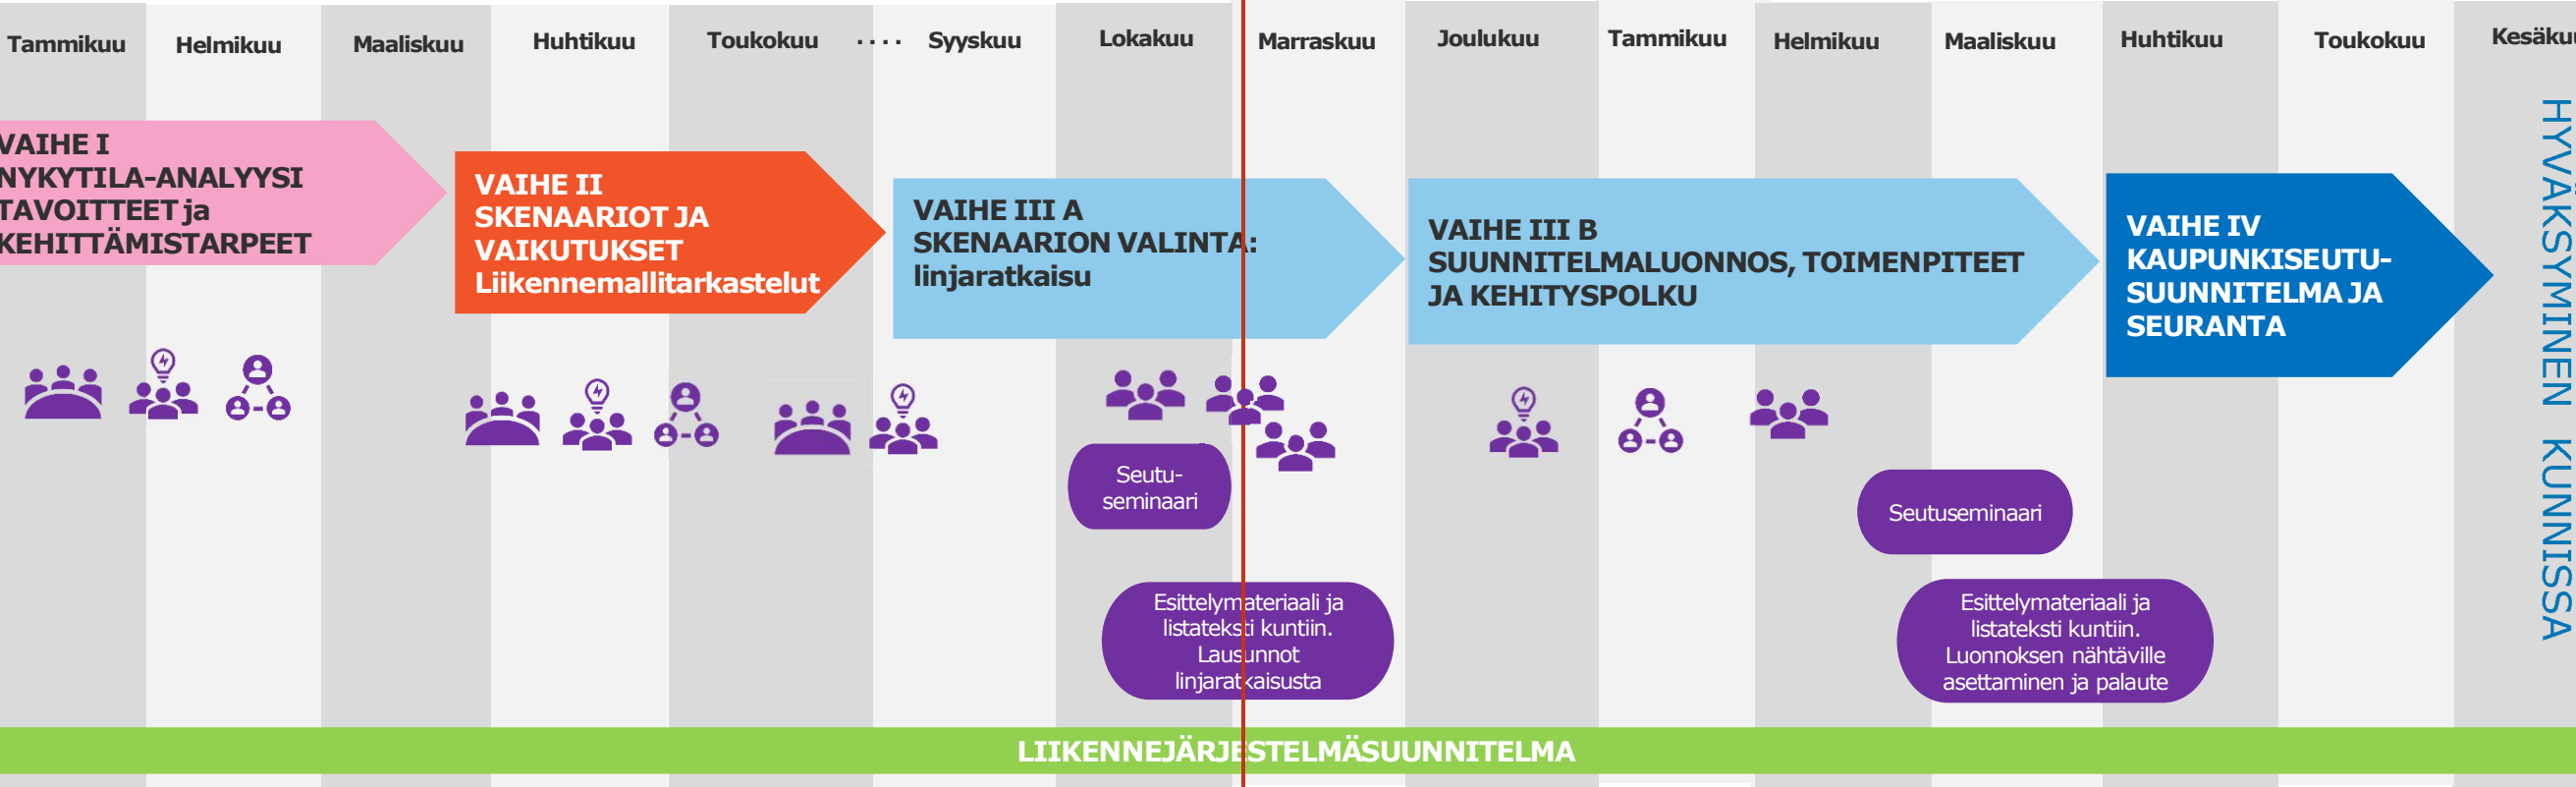 Tammikuu Helmikuu Maaliskuu Huhtikuu Toukokuu .... Syyskuu Lokakuu Marraskuu Joulukuu Tammikuu Helmikuu Maaliskuu Huhtikuu Toukokuu Kesäkuu
VAIHE I
NYKYTILA-ANALYYSI
TAVOITTEET ja
KEHITTÄMISTARPEET
VAIHE II
SKENAARIOT JA
VAIKUTUKSET
Liikennemallitarkastelut
VAIHE III A
SKENAARION VALINTA:
linjaratkaisu
VAIHE III B
SUUNNITELMALUONNOS, TOIMENPITEET
JA KEHITYSPOLKU
VAIHE IV
KAUPUNKISEUTU-
SUUNNITELMA JA
SEURANTA
HYVÄKSYMINEN KUNNISSA
Seutu-
seminaari
Seutuseminaari
Esittelymateriaali ja
listateksti kuntiin.
Lausunnot
linjaratkaisusta
Esittelymateriaali ja
listateksti kuntiin.
Luonnoksen nähtäville
asettaminen ja palaute
LIIKENNEJÄRJESTELMÄSUUNNITELMA